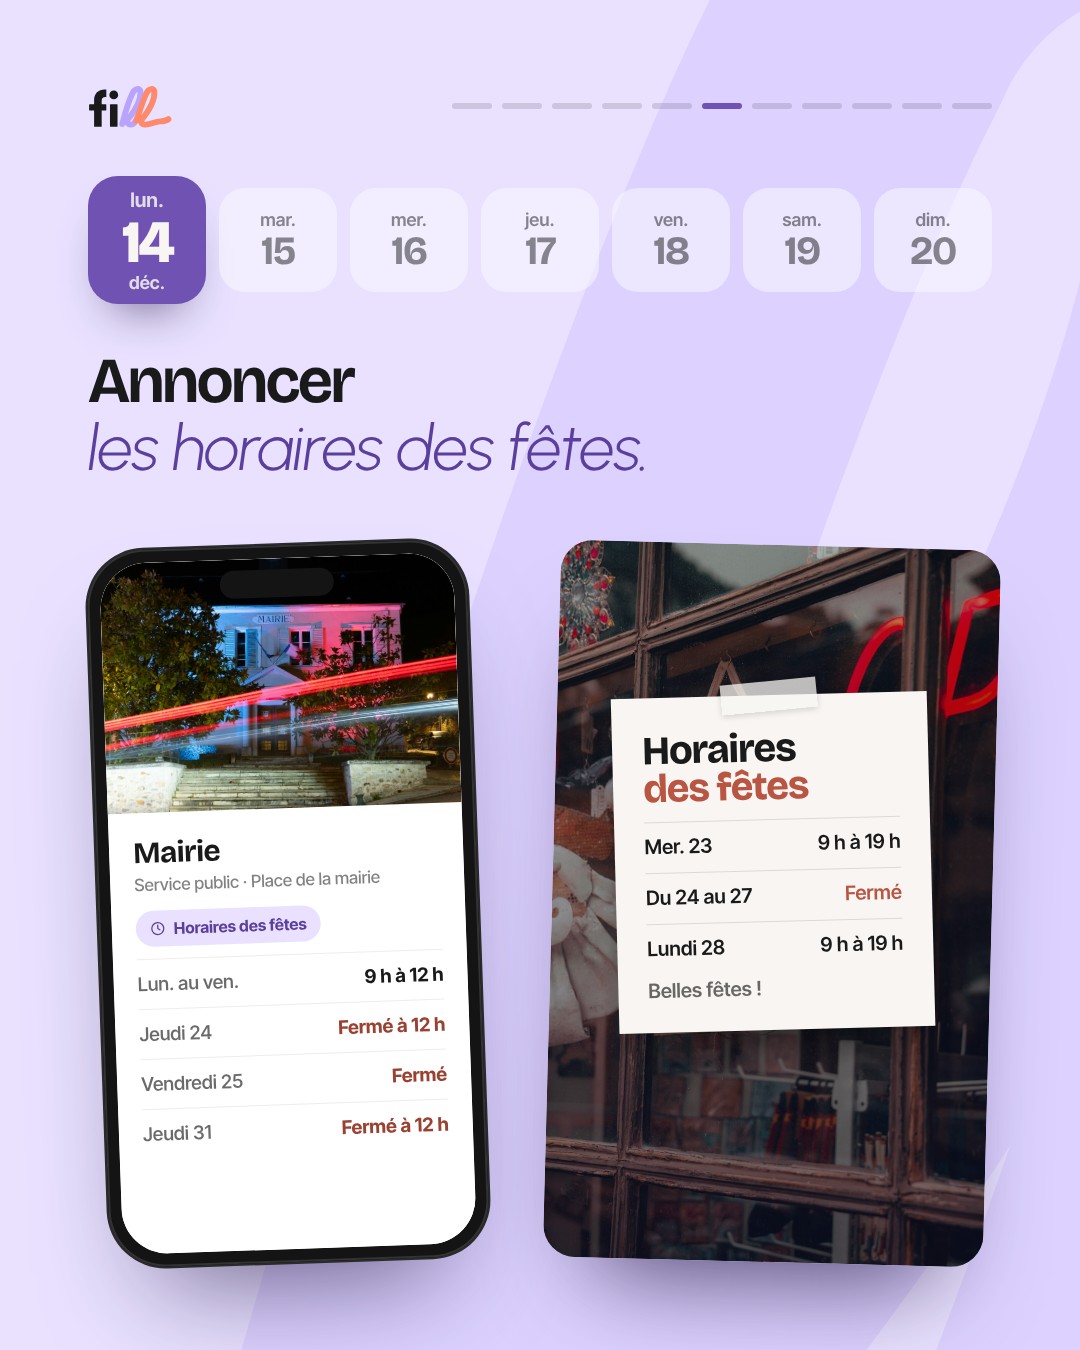 fill
lun.
14
déc.
mar.
15
mer.
16
jeu.
17
ven.
18
sam.
19
dim.
20
Annoncer
les horaires des fêtes.
MAIRIE
Mairie
Service public · Place de la mairie
Horaires des fêtes
Lun. au ven. 9 h à 12 h
Jeudi 24 Fermé à 12 h
Vendredi 25 Fermé
Jeudi 31 Fermé à 12 h
Horaires
des fêtes
Mer. 23 9 h à 19 h
Du 24 au 27 Fermé
Lundi 28 9 h à 19 h
Belles fêtes !